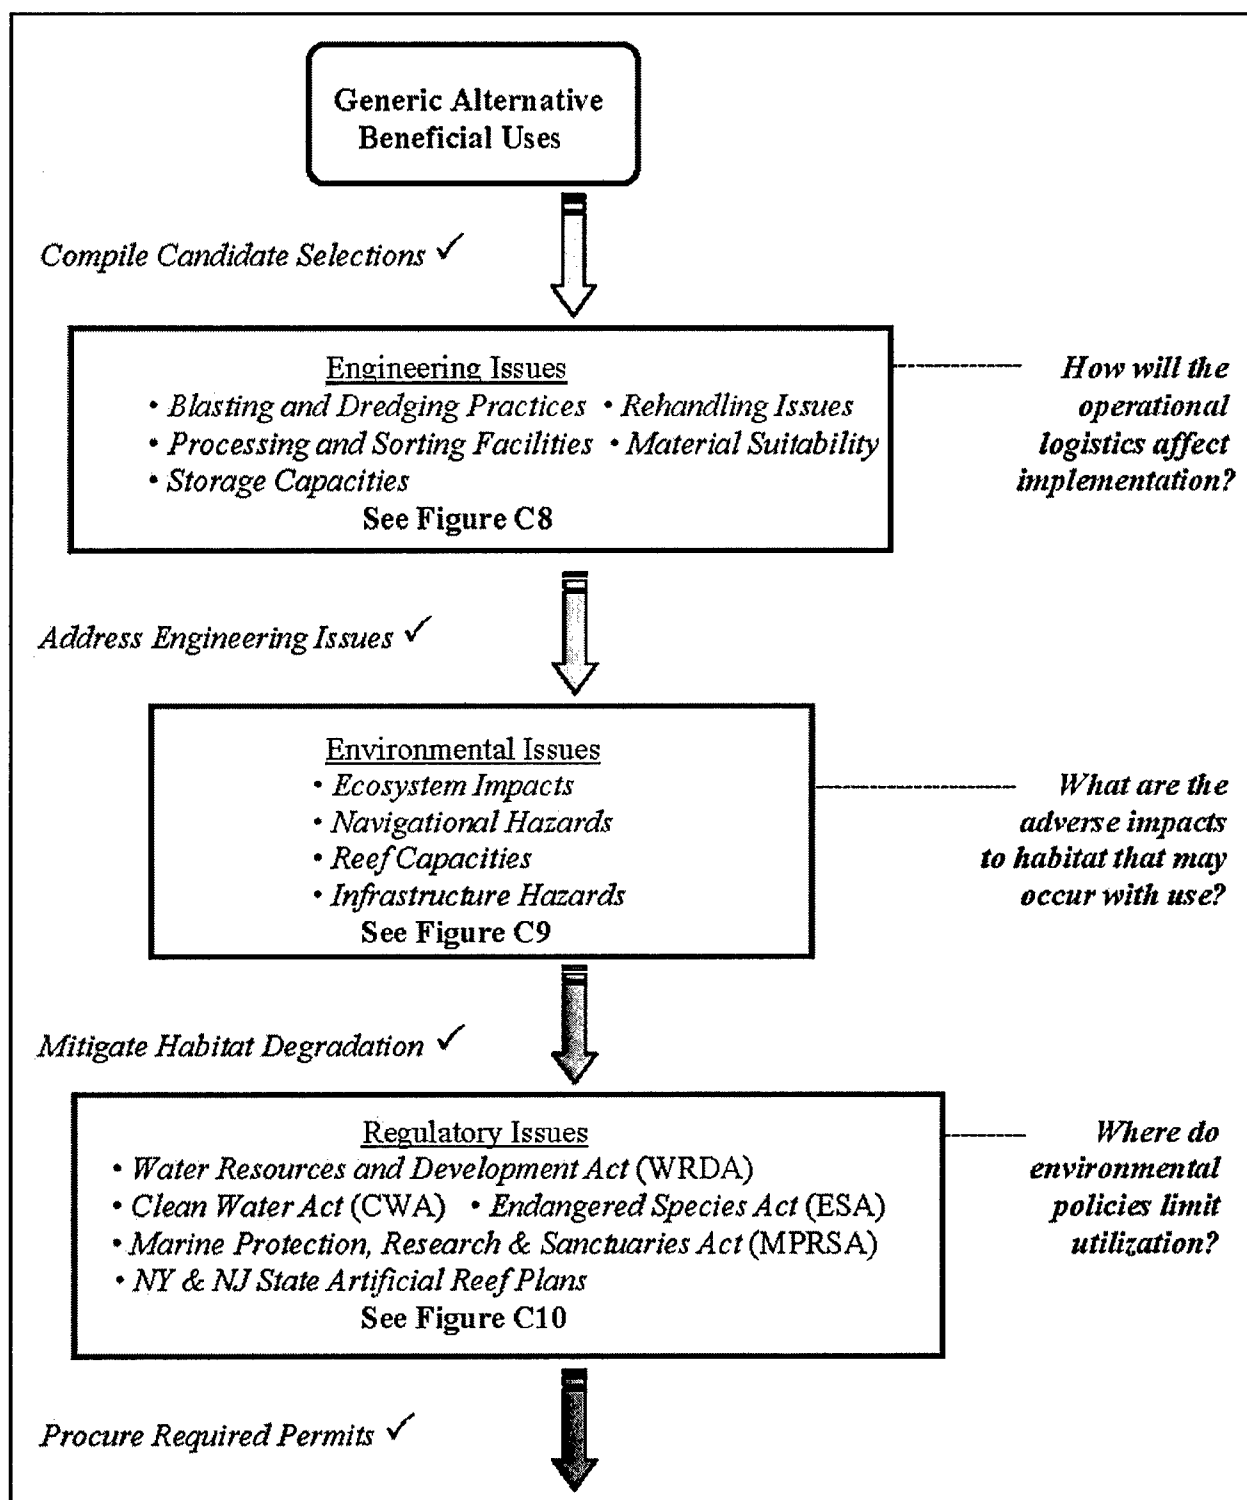 Generic Alternative
Beneficial Uses
Compile Candidate Selections ✓
Engineering Issues
• Blasting and Dredging Practices • Rehandling Issues
• Processing and Sorting Facilities • Material Suitability
• Storage Capacities
See Figure C8
How will the
operational
logistics affect
implementation?
Address Engineering Issues ✓
Environmental Issues
• Ecosystem Impacts
• Navigational Hazards
• Reef Capacities
• Infrastructure Hazards
See Figure C9
What are the
adverse impacts
to habitat that may
occur with use?
Mitigate Habitat Degradation ✓
Regulatory Issues
• Water Resources and Development Act (WRDA)
• Clean Water Act (CWA) • Endangered Species Act (ESA)
• Marine Protection, Research & Sanctuaries Act (MPRSA)
• NY & NJ State Artificial Reef Plans
See Figure C10
Where do
environmental
policies limit
utilization?
Procure Required Permits ✓